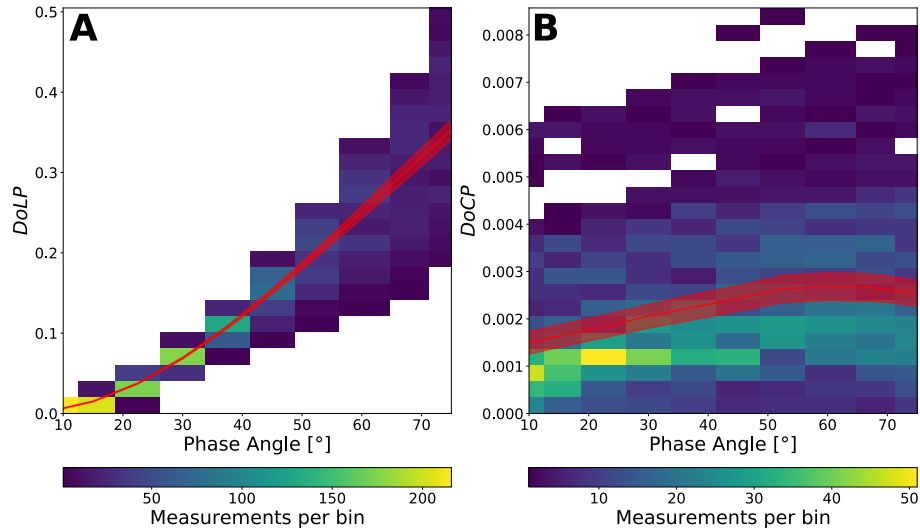 A
B
DoLP
0.5
0.4
0.3
0.2
0.1
0.0
10 20 30 40 50 60 70
Phase Angle [°]
50 100 150 200
Measurements per bin
DoCP
0.008
0.007
0.006
0.005
0.004
0.003
0.002
0.001
0.000
10 20 30 40 50 60 70
Phase Angle [°]
10 20 30 40 50
Measurements per bin